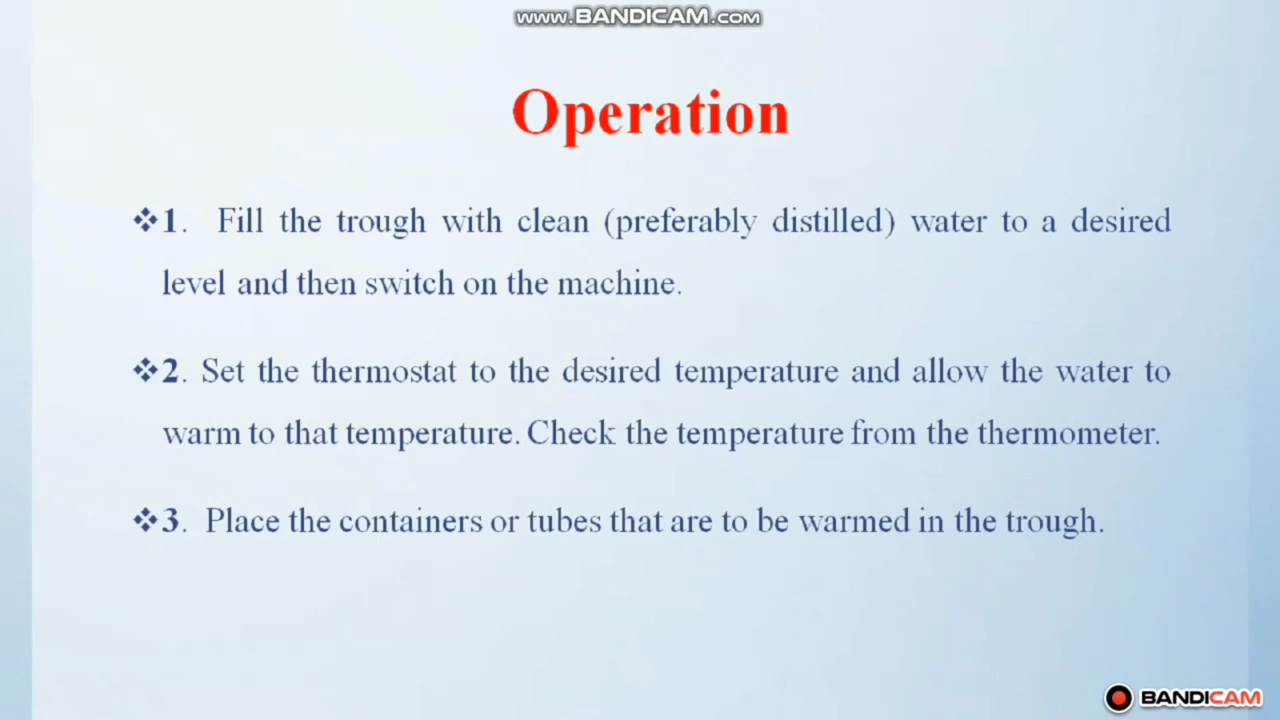 www.BANDICAM.com
Operation
❖1. Fill the trough with clean (preferably distilled) water to a desired
level and then switch on the machine.
❖2. Set the thermostat to the desired temperature and allow the water to
warm to that temperature. Check the temperature from the thermometer.
❖3. Place the containers or tubes that are to be warmed in the trough.
BANDICAM